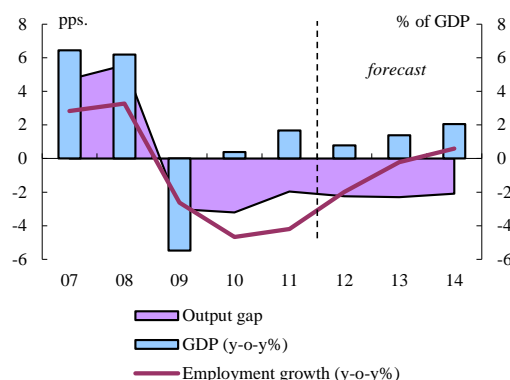 pps.
% of GDP
forecast
8 8
6 6
4 4
2 2
0 0
-2 -2
-4 -4
-6 -6
07 08 09 10 11 12 13 14
Output gap
GDP (y-o-y%)
Employment growth (y-o-y%)